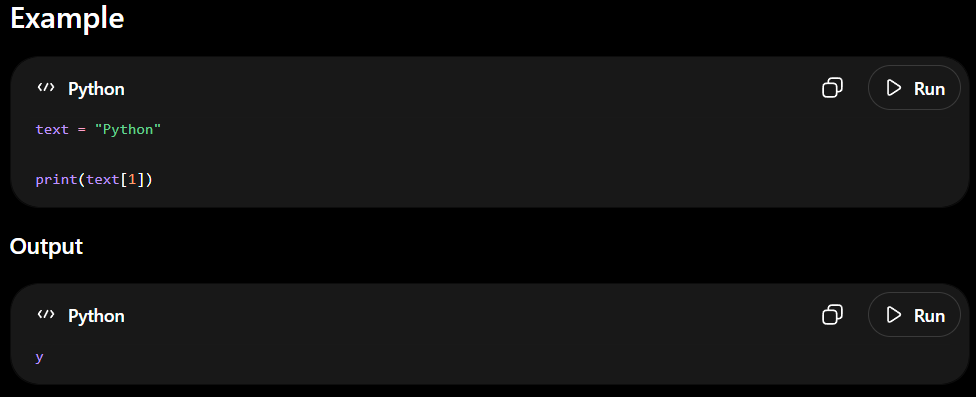 Example
Python
Run
text = "Python"
print(text[1])
Output
Python
Run
y